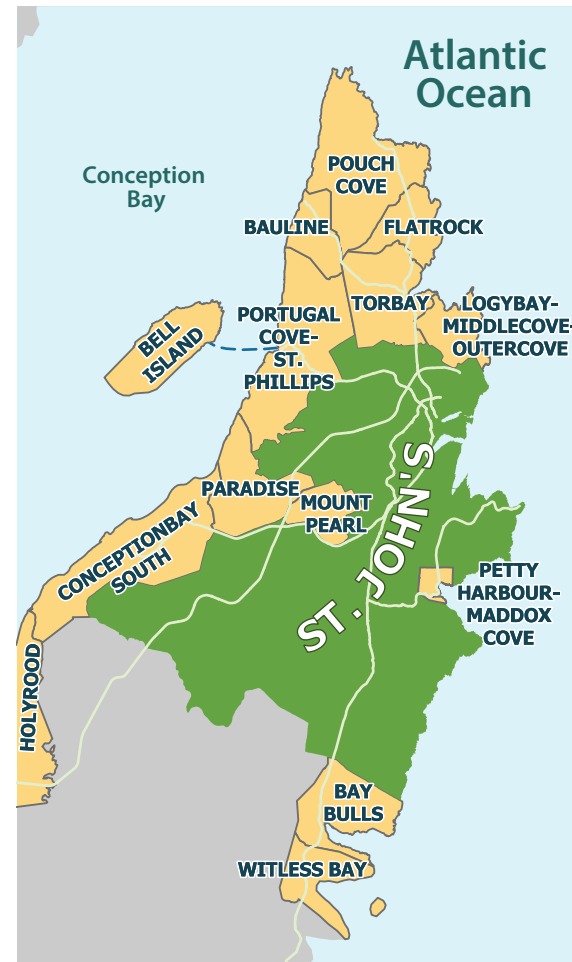 Atlantic
Ocean
Conception
Bay
POUCH
COVE
BAULINE
FLATROCK
TORBAY
LOGYBAY-
MIDDLECOVE-
OUTERCOVE
PORTUGAL
COVE-
ST.
PHILLIPS
BELL
ISLAND
PARADISE
MOUNT
PEARL
ST. JOHN'S
CONCEPTIONBAY
SOUTH
PETTY
HARBOUR-
MADDOX
COVE
HOLYROOD
BAY
BULLS
WITLESS BAY